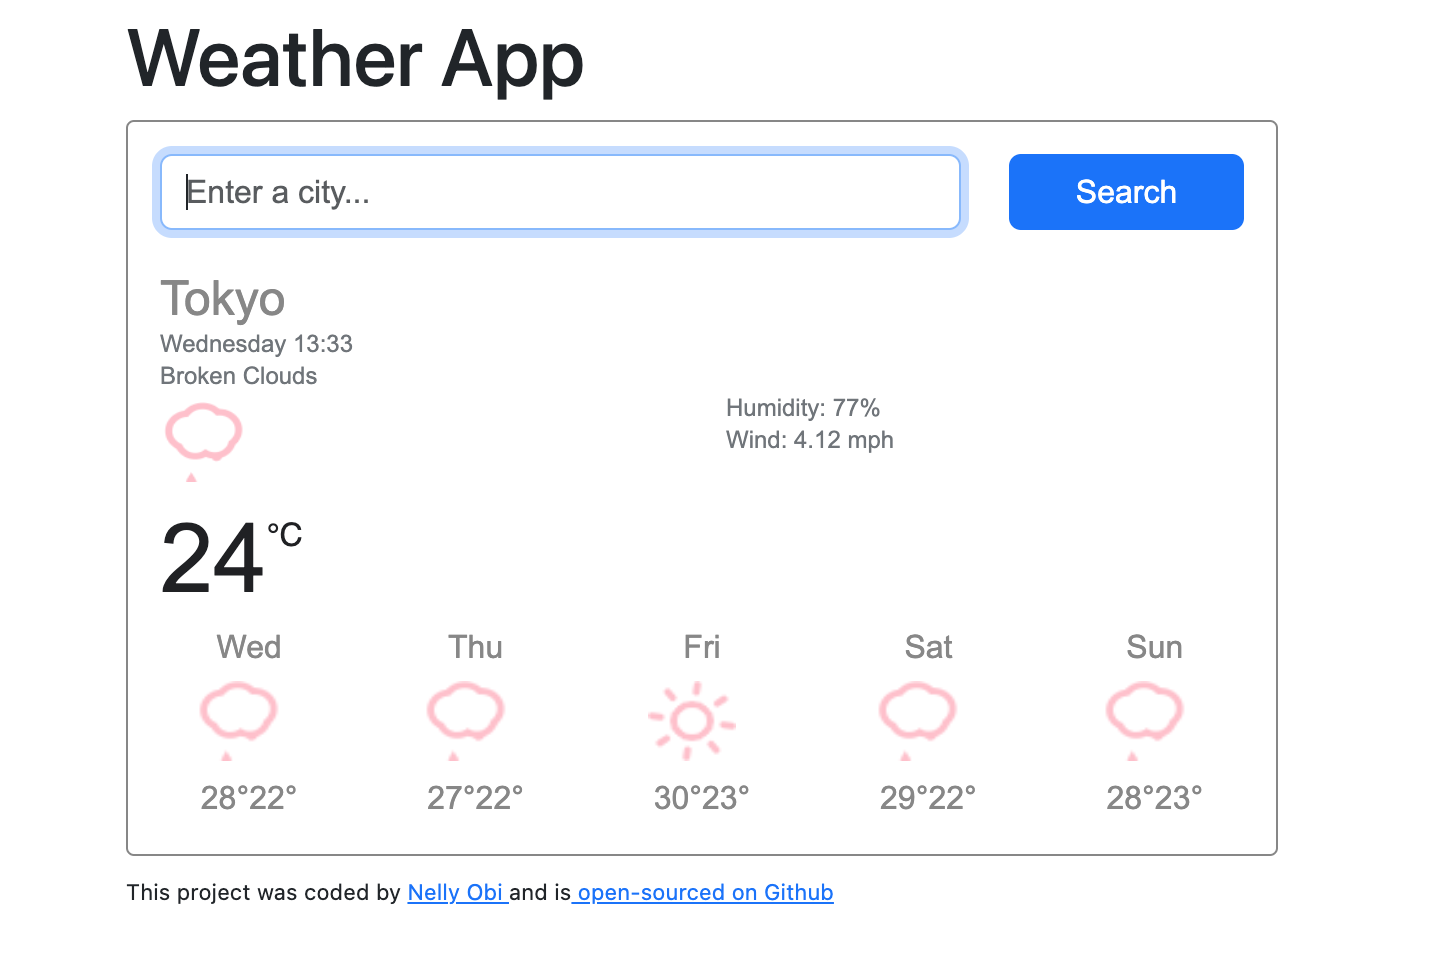 Weather App
Enter a city...
Search
Tokyo
Wednesday 13:33
Broken Clouds
Humidity: 77%
Wind: 4.12 mph
24°C
Wed Thu Fri Sat Sun
28°22° 27°22° 30°23° 29°22° 28°23°
This project was coded by Nelly Obi and is open-sourced on Github